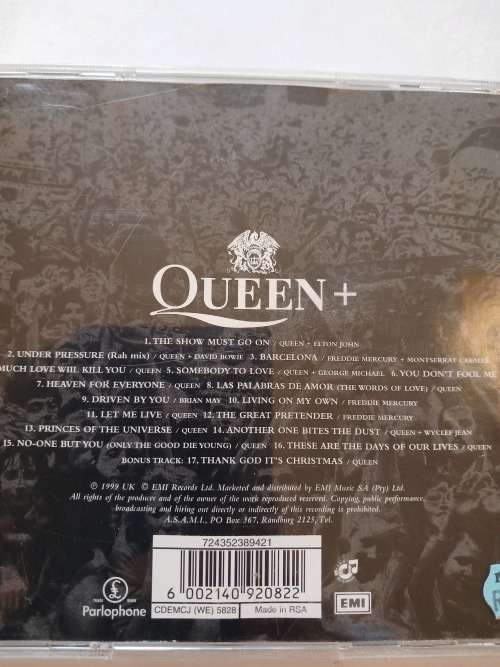 QUEEN +
1. THE SHOW MUST GO ON / QUEEN + ELTON JOHN
2. UNDER PRESSURE (Rah mix) / QUEEN + DAVID BOWIE 3. BARCELONA / FREDDIE MERCURY + MONTSERRAT CABALLÉ
MUCH LOVE WILL KILL YOU / QUEEN 5. SOMEBODY TO LOVE / QUEEN + GEORGE MICHAEL 6. YOU DON'T FOOL ME
7. HEAVEN FOR EVERYONE / QUEEN 8. LAS PALABRAS DE AMOR (THE WORDS OF LOVE) / QUEEN
9. DRIVEN BY YOU / BRIAN MAY 10. LIVING ON MY OWN / FREDDIE MERCURY
11. LET ME LIVE / QUEEN 12. THE GREAT PRETENDER / FREDDIE MERCURY
13. PRINCES OF THE UNIVERSE / QUEEN 14. ANOTHER ONE BITES THE DUST / QUEEN + WYCLEF JEAN
15. NO-ONE BUT YOU (ONLY THE GOOD DIE YOUNG) / QUEEN 16. THESE ARE THE DAYS OF OUR LIVES / QUEEN
BONUS TRACK: 17. THANK GOD IT'S CHRISTMAS / QUEEN
℗ 1999 UK © EMI Records Ltd. Marketed and distributed by EMI Music SA (Pty) Ltd.
All rights of the producer and of the owner of the work reproduced reserved. Copying, public performance,
broadcasting and hiring out directly or indirectly of this recording is prohibited.
A.S.A.M.I., PO Box 367, Randburg 2125, Tvl.
724352389421
6 002140 920822
Parlophone
CDEMCJ (WE) 5828
Made in RSA
EMI